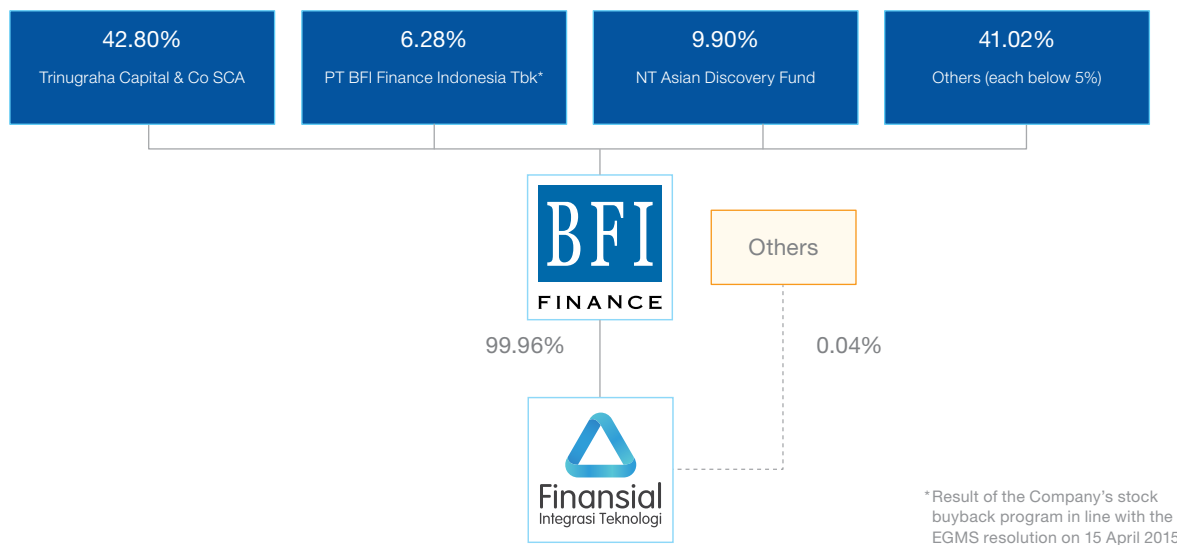 42.80%
Trinugraha Capital & Co SCA
6.28%
PT BFI Finance Indonesia Tbk*
9.90%
NT Asian Discovery Fund
41.02%
Others (each below 5%)
BFI
FINANCE
Others
99.96%
0.04%
Finansial
Integrasi Teknologi
*Result of the Company's stock
buyback program in line with the
EGMS resolution on 15 April 2015